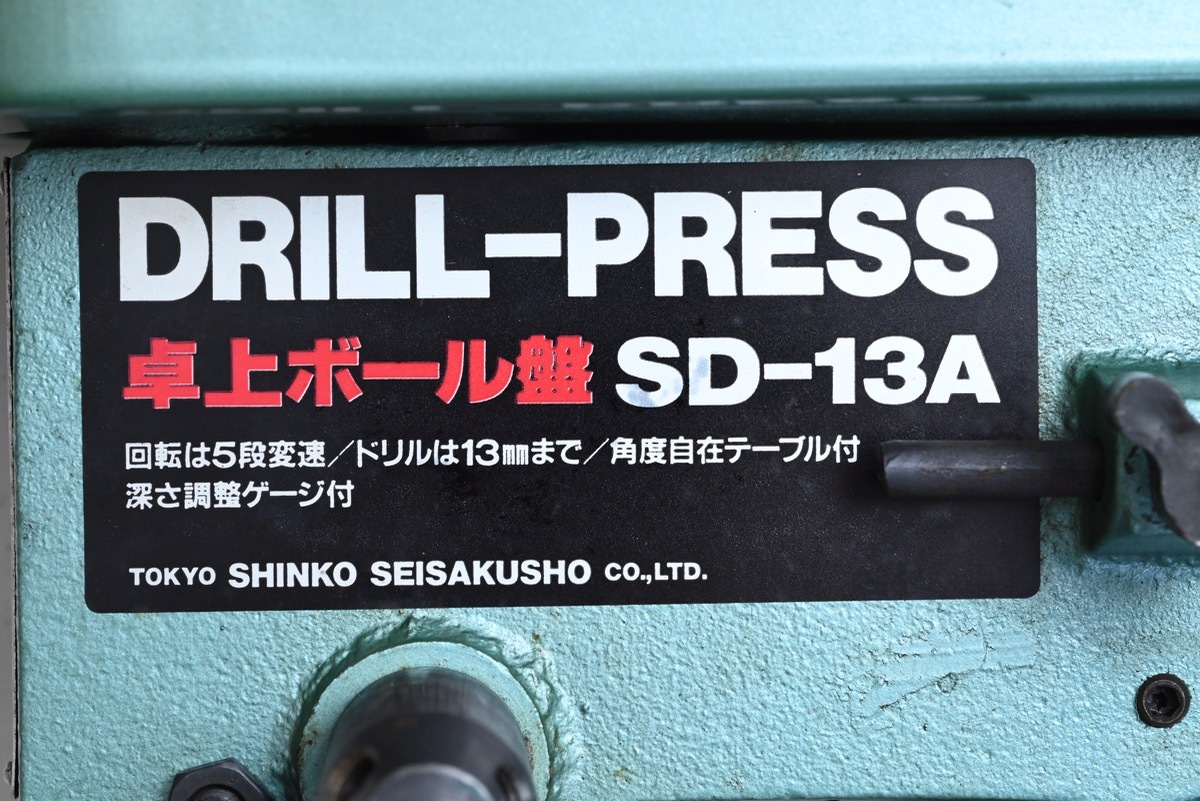 DRILL-PRESS
卓上ボール盤 SD-13A
回転は5段変速/ドリルは13㎜まで/角度自在テーブル付
深さ調整ゲージ付
TOKYO SHINKO SEISAKUSHO CO.,LTD.